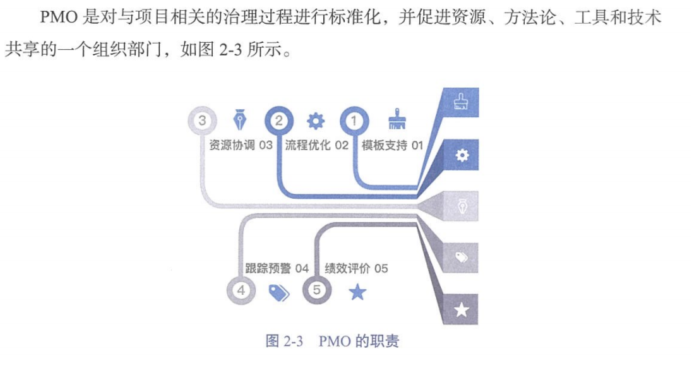 PMO 是对与项目相关的治理过程进行标准化，并促进资源、方法论、工具和技术
共享的一个组织部门，如图 2-3 所示。
3 2 1
资源协调 03 流程优化 02 模板支持 01
跟踪预警 04 绩效评价 05
4 5
图 2-3 PMO 的职责